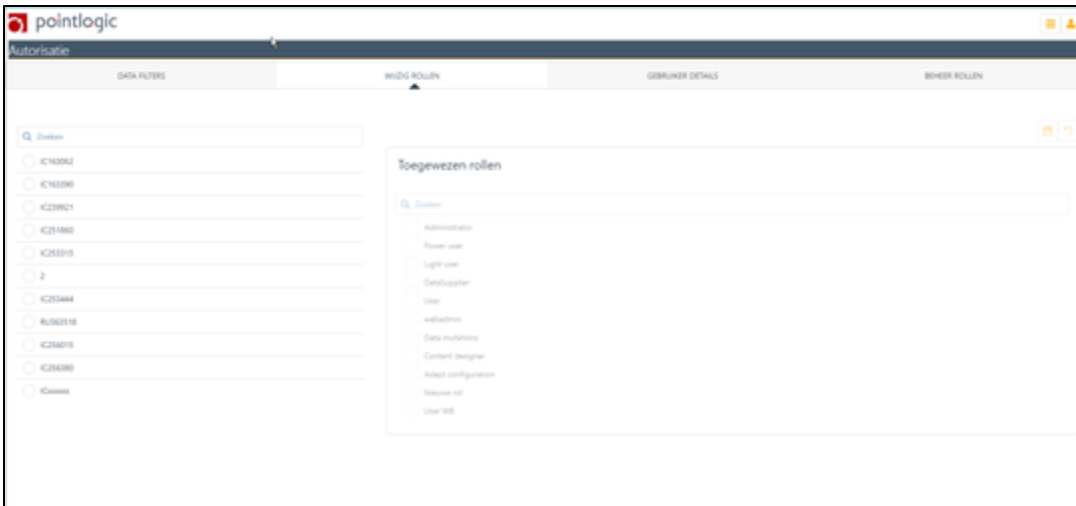 pointlogic
Autorisatie
DATA FILTERS
WIJZIG ROLLEN
GEBRUIKER DETAILS
BEHEER ROLLEN
Zoeken
IC163062
IC163390
IC239921
IC251860
IC253315
2
IC253444
RU363518
IC256015
IC256380
ICxxxxxx
Toegewezen rollen
Zoeken
Administrator
Power user
Light user
DataSupplier
User
webadmin
Data mutations
Content designer
Adapt configuration
Nieuwe rol
User WB